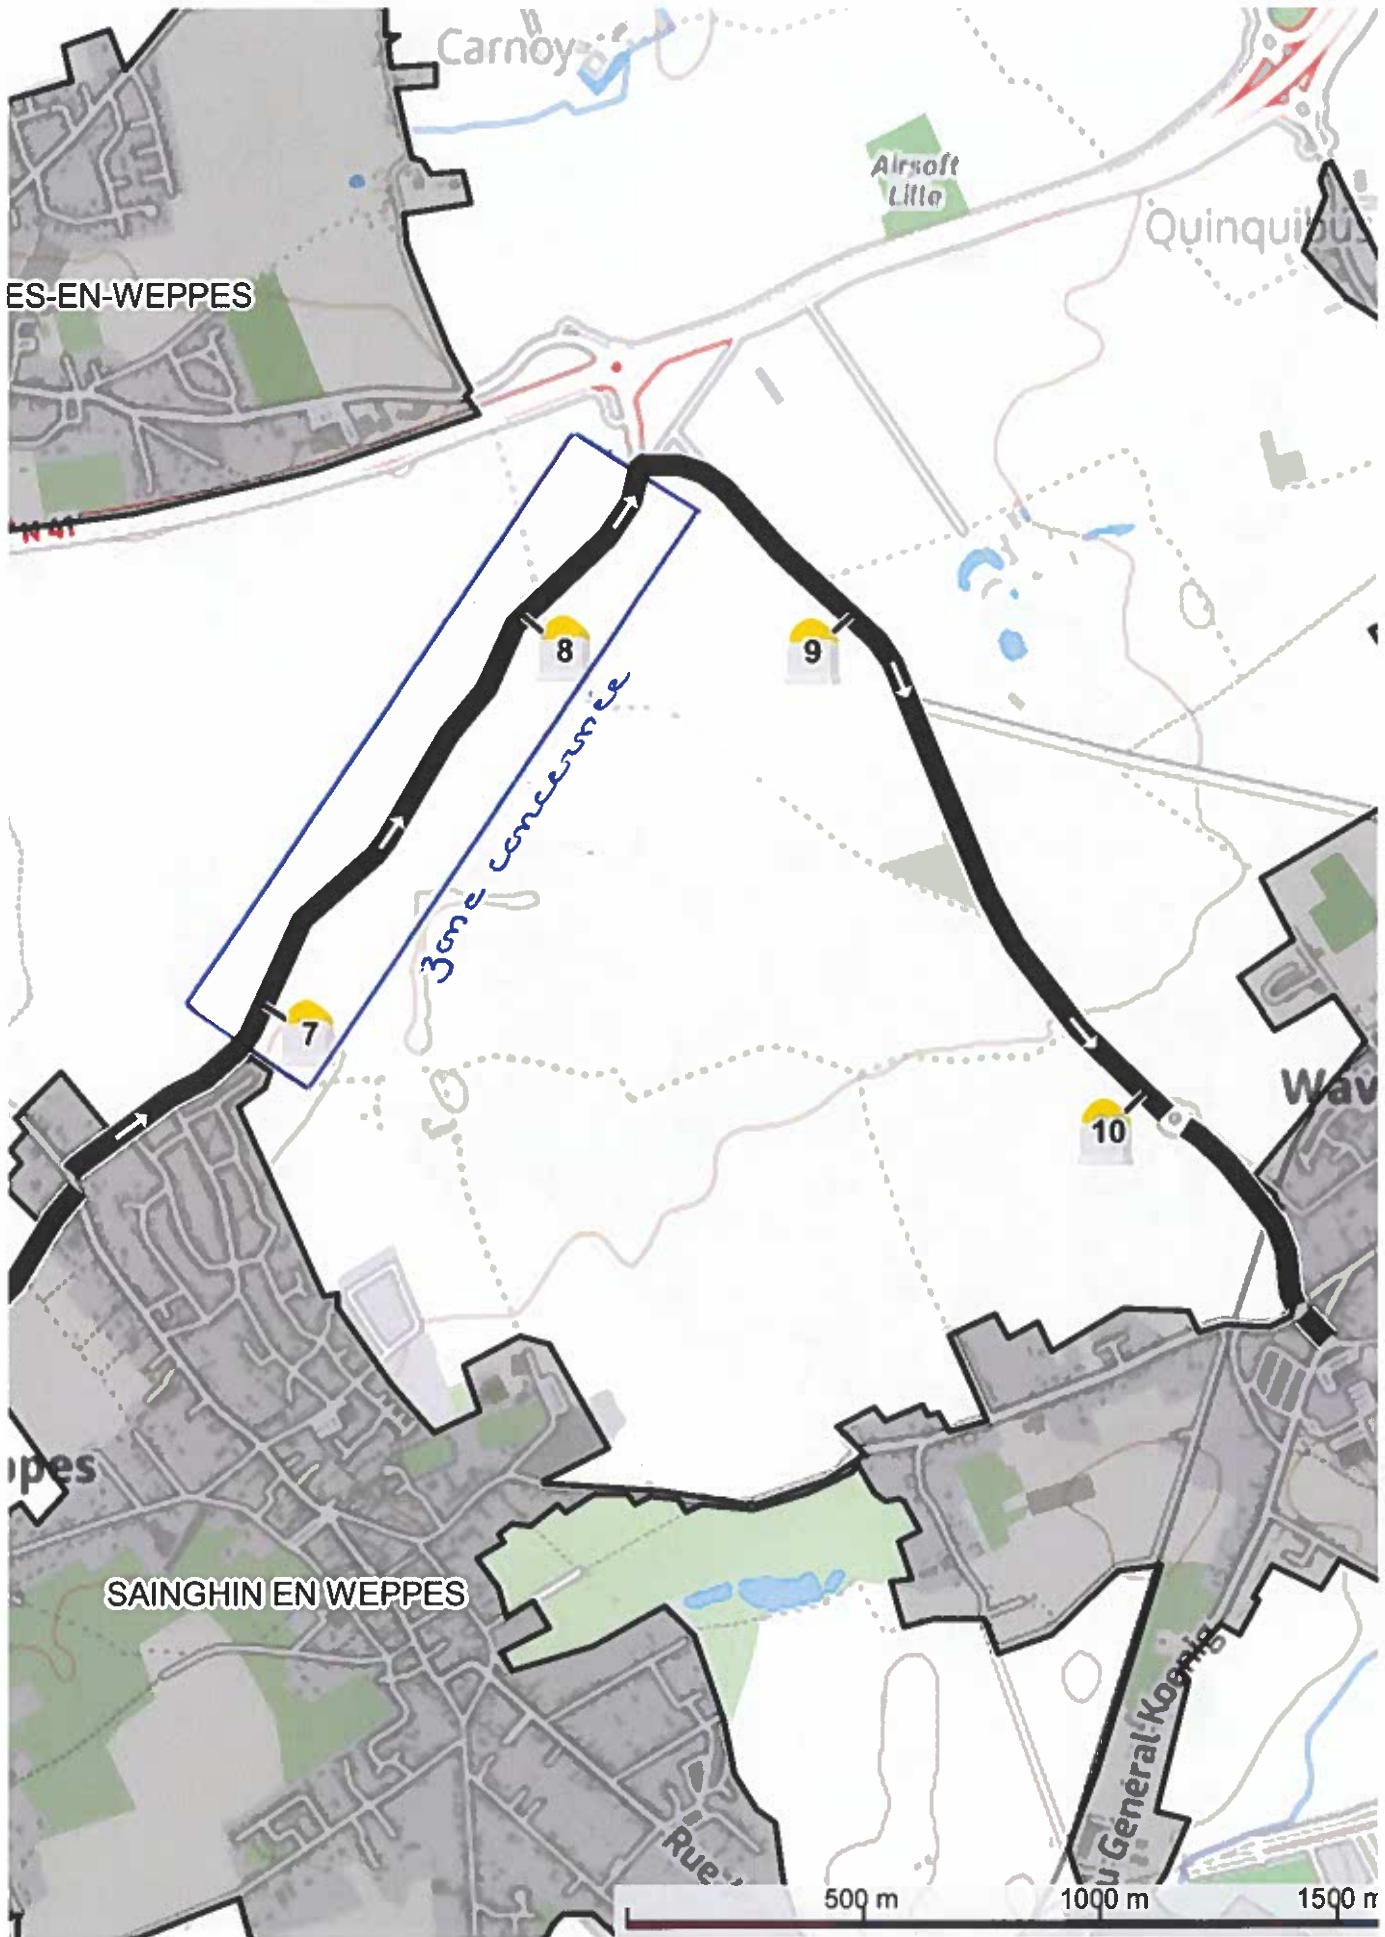 Carnoy
Airsoft
Lille
Quinquibus
ES-EN-WEPPES
N 41
8
9
zone concernée
7
Wav
10
ppes
SAINGHIN EN WEPPES
u Général Koenig
Rue
500 m
1000 m
1500 m